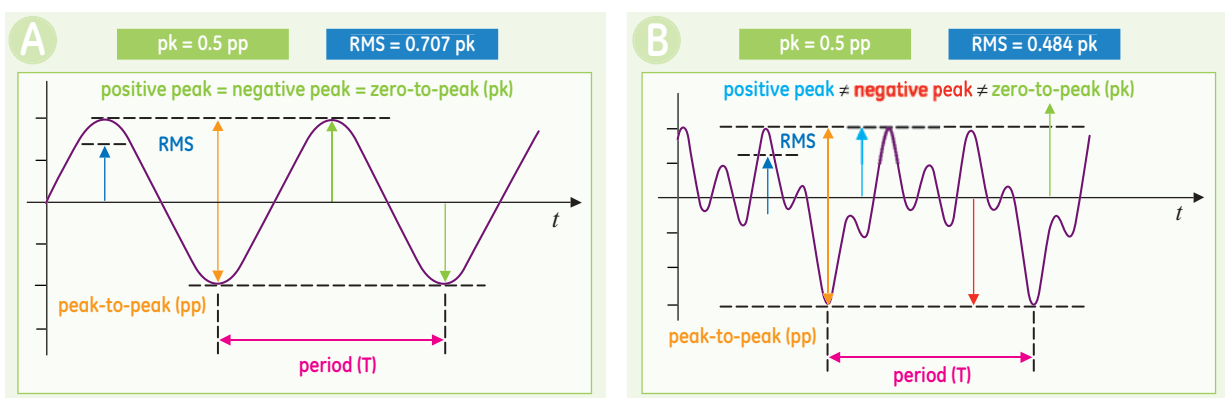 A
pk = 0.5 pp
RMS = 0.707 pk
positive peak = negative peak = zero-to-peak (pk)
RMS
t
peak-to-peak (pp)
period (T)
B
pk = 0.5 pp
RMS = 0.484 pk
positive peak ≠ negative peak ≠ zero-to-peak (pk)
RMS
t
peak-to-peak (pp)
period (T)